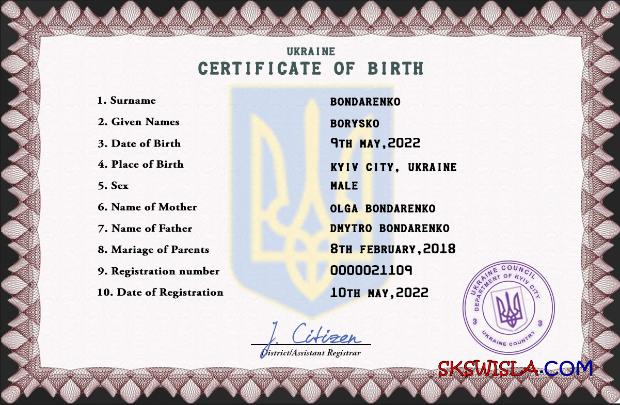 UKRAINE
CERTIFICATE OF BIRTH
1. Surname BONDARENKO
2. Given Names BORYSKO
3. Date of Birth 9TH MAY,2022
4. Place of Birth KYIV CITY, UKRAINE
5. Sex MALE
6. Name of Mother OLGA BONDARENKO
7. Name of Father DMYTRO BONDARENKO
8. Mariage of Parents 8TH FEBRUARY,2018
9. Registration number 0000021109
10. Date of Registration 10TH MAY,2022
J. Citizen
District/Assistant Registrar
UKRAINE COUNCIL
DEPARTMENT OF KYIV CITY
UKRAINE COUNTRY
SKSWISLA.COM